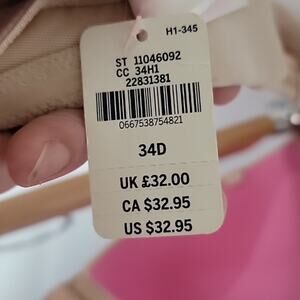 H1-345
ST 11046092
CC 34H1
22831381
0667538754821
34D
UK £32.00
CA $32.95
US $32.95